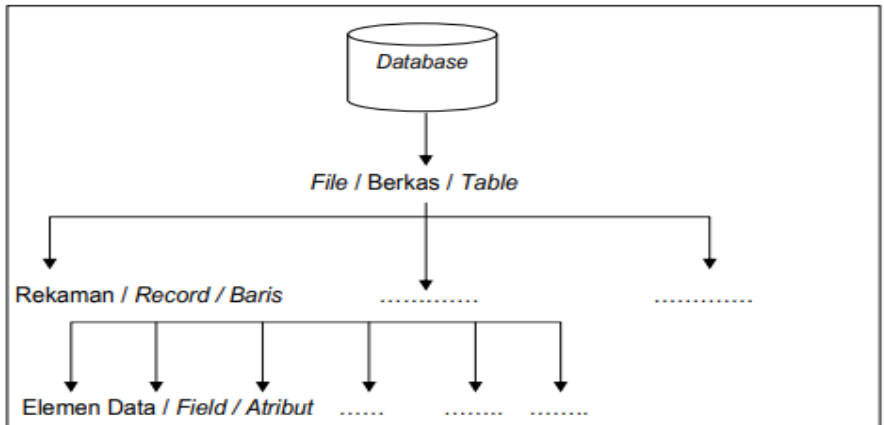 Database
File / Berkas / Table
Rekaman / Record / Baris ............. .............
Elemen Data / Field / Atribut ...... ........ ........